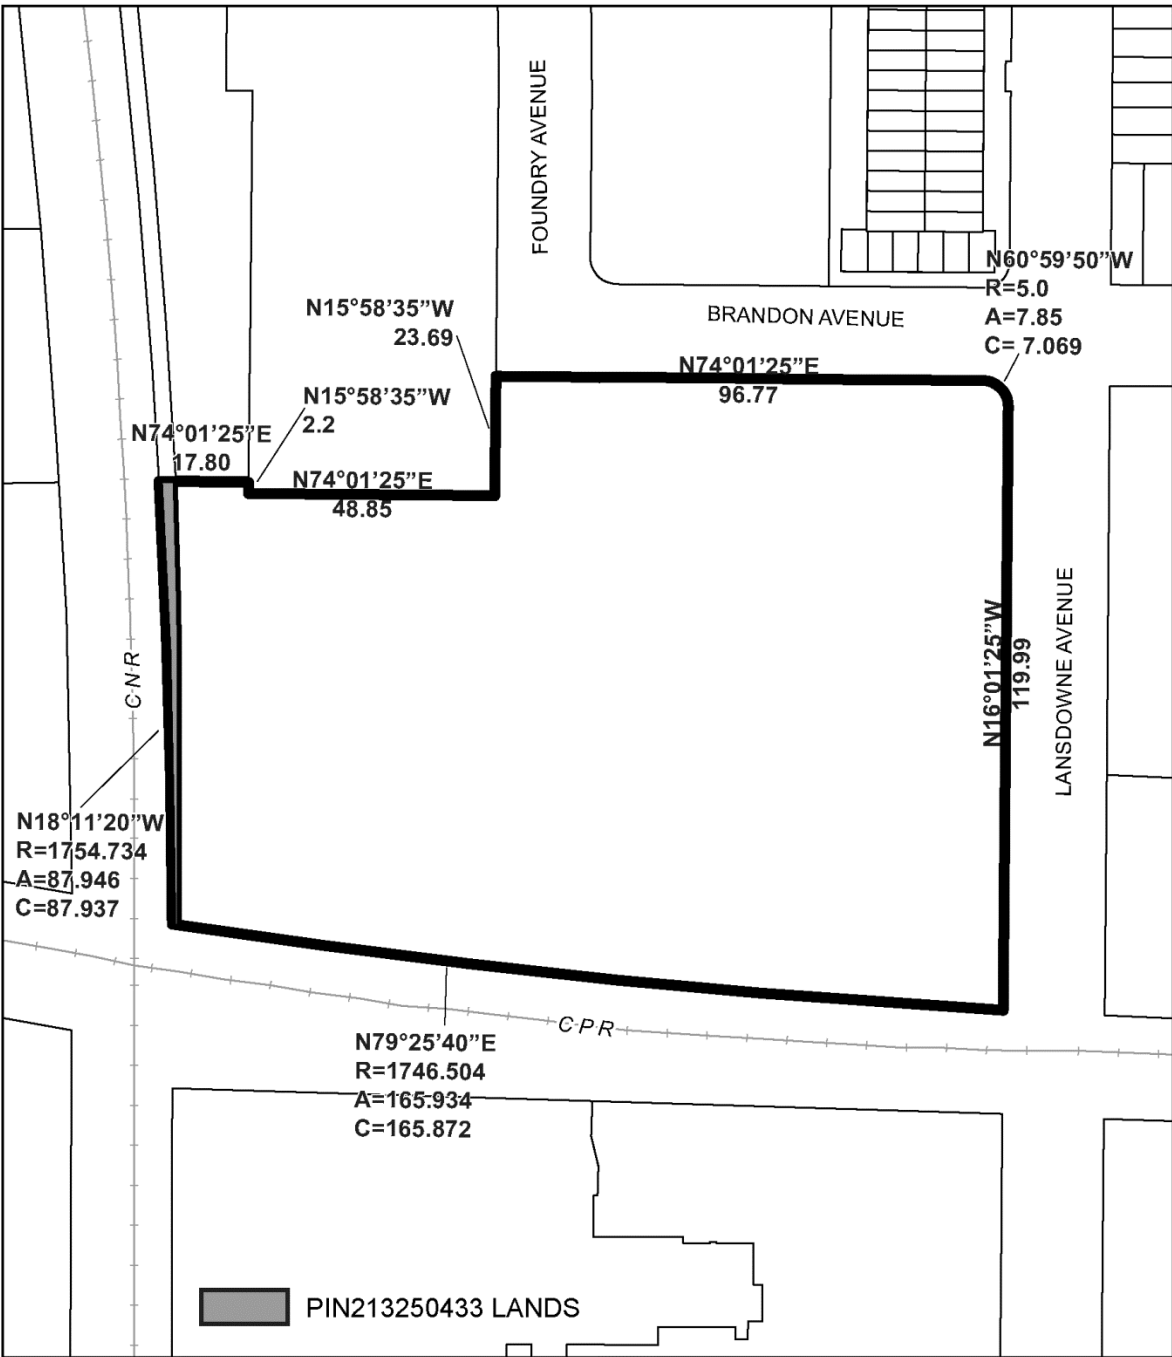 FOUNDRY AVENUE
N60°59'50”W
R=5.0
A=7.85
C= 7.069
N15°58'35”W
23.69
BRANDON AVENUE
N74°01'25”E
96.77
N15°58'35”W
2.2
N74°01'25”E
17.80
N74°01'25”E
48.85
N16°01'25”W
119.99
LANSDOWNE AVENUE
C-N-R
N18°11'20”W
R=1754.734
A=87.946
C=87.937
C-P-R
N79°25'40”E
R=1746.504
A=165.934
C=165.872
PIN213250433 LANDS